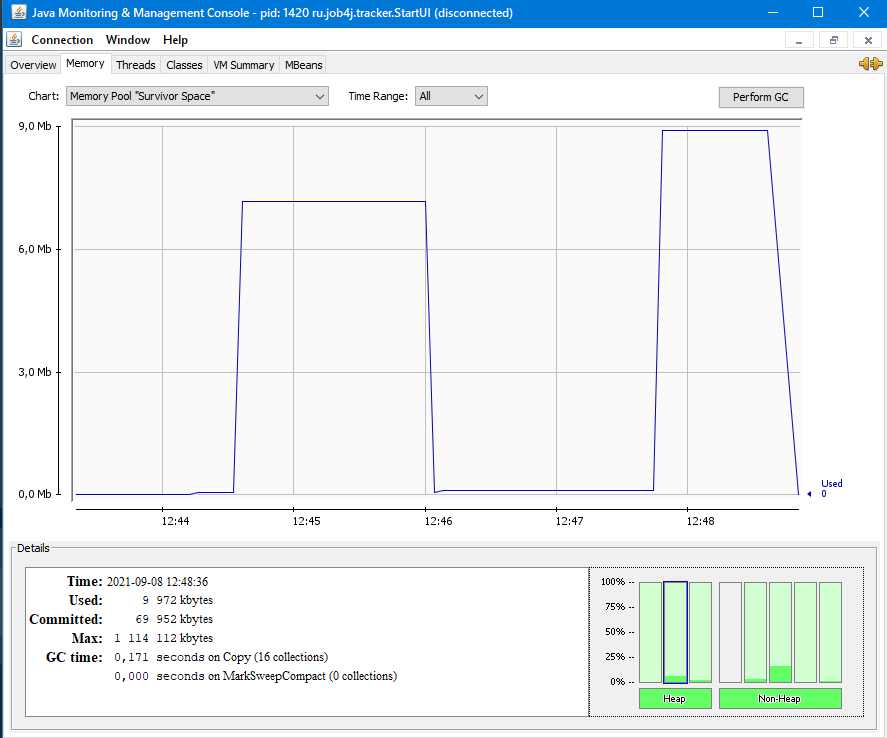 Java Monitoring & Management Console - pid: 1420 ru.job4j.tracker.StartUI (disconnected)
Connection Window Help
Overview Memory Threads Classes VM Summary MBeans
Chart: Memory Pool "Survivor Space" Time Range: All Perform GC
9,0 Mb
6,0 Mb
3,0 Mb
0,0 Mb
Used
0
12:44 12:45 12:46 12:47 12:48
Details
Time: 2021-09-08 12:48:36
Used: 9 972 kbytes
Committed: 69 952 kbytes
Max: 1 114 112 kbytes
GC time: 0,171 seconds on Copy (16 collections)
0,000 seconds on MarkSweepCompact (0 collections)
100% --
75% --
50% --
25% --
0% --
Heap Non-Heap